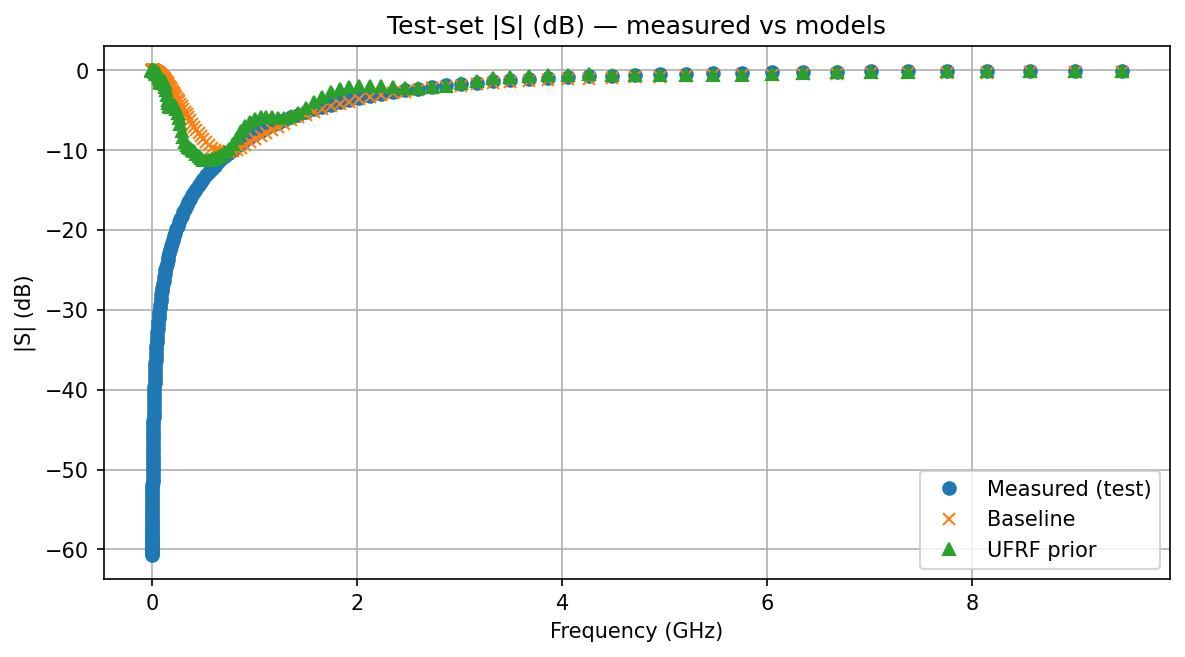 Test-set |S| (dB) — measured vs models
|S| (dB)
0
−10
−20
−30
−40
−50
−60
0 2 4 6 8
Frequency (GHz)
Measured (test)
Baseline
UFRF prior